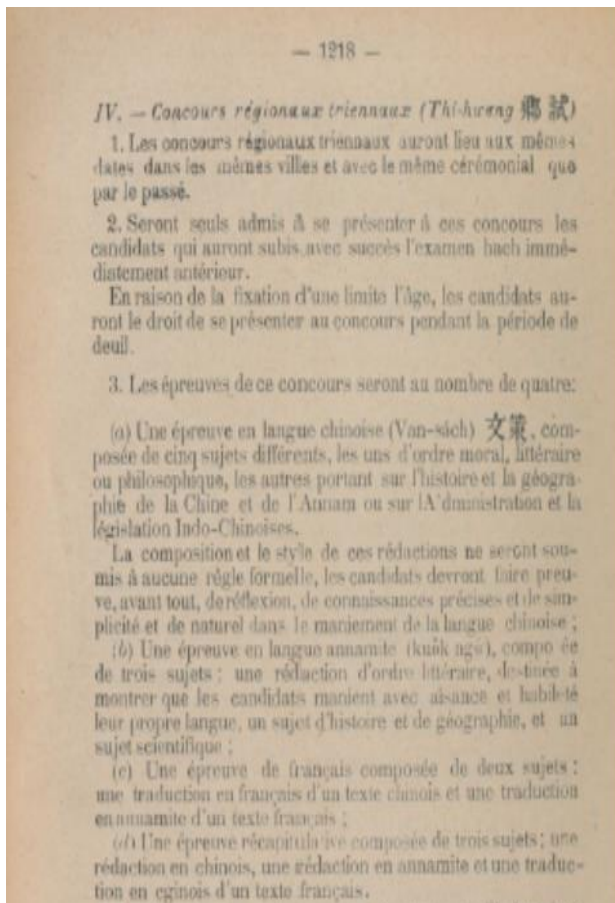 — 1218 —
IV. — Concours régionaux triennaux (Thi-hương 鄉試)
1. Les concours régionaux triennaux auront lieu aux mêmes
dates dans les mêmes villes et avec le même cérémonial que
par le passé.
2. Seront seuls admis à se présenter à ces concours les
candidats qui auront subis avec succès l'examen hach immé-
diatement antérieur.
En raison de la fixation d'une limite l'âge, les candidats au-
ront le droit de se présenter au concours pendant la période de
deuil.
3. Les épreuves de ce concours seront au nombre de quatre:
(a) Une épreuve en langue chinoise (Van-sách) 文策, com-
posée de cinq sujets différents, les uns d'ordre moral, littéraire
ou philosophique, les autres portant sur l'histoire et la géogra-
phie de la Chine et de l'Annam ou sur lA'dministration et la
législation Indo-Chinoises.
La composition et le style de ces rédactions ne seront sou-
mis à aucune règle formelle, les candidats devront faire preu-
ve, avant tout, de réflexion, de connaissances précises et de sim-
plicité et de naturel dans le maniement de la langue chinoise ;
(b) Une épreuve en langue annamite (kuôk ngu), compo ée
de trois sujets : une rédaction d'ordre littéraire, destinée à
montrer que les candidats manient avec aisance et habileté
leur propre langue, un sujet d'histoire et de géographie, et un
sujet scientifique ;
(c) Une épreuve de français composée de deux sujets :
une traduction en français d'un texte chinois et une traduction
en annamite d'un texte français ;
(d) Une épreuve récapitula ive composée de trois sujets ; une
rédaction en chinois, une rédaction en annamite et une traduc-
tion en cginois d'un texte français.